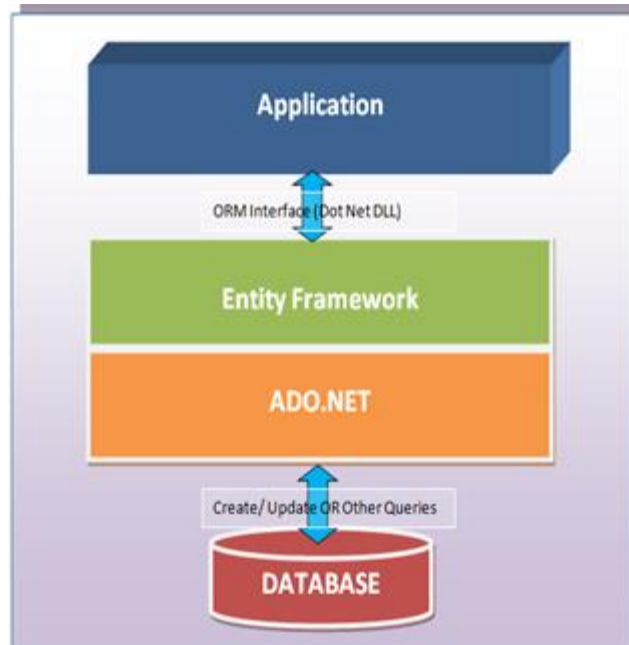 Application
ORM Interface (Dot Net DLL)
Entity Framework
ADO.NET
Create/ Update OR Other Queries
DATABASE